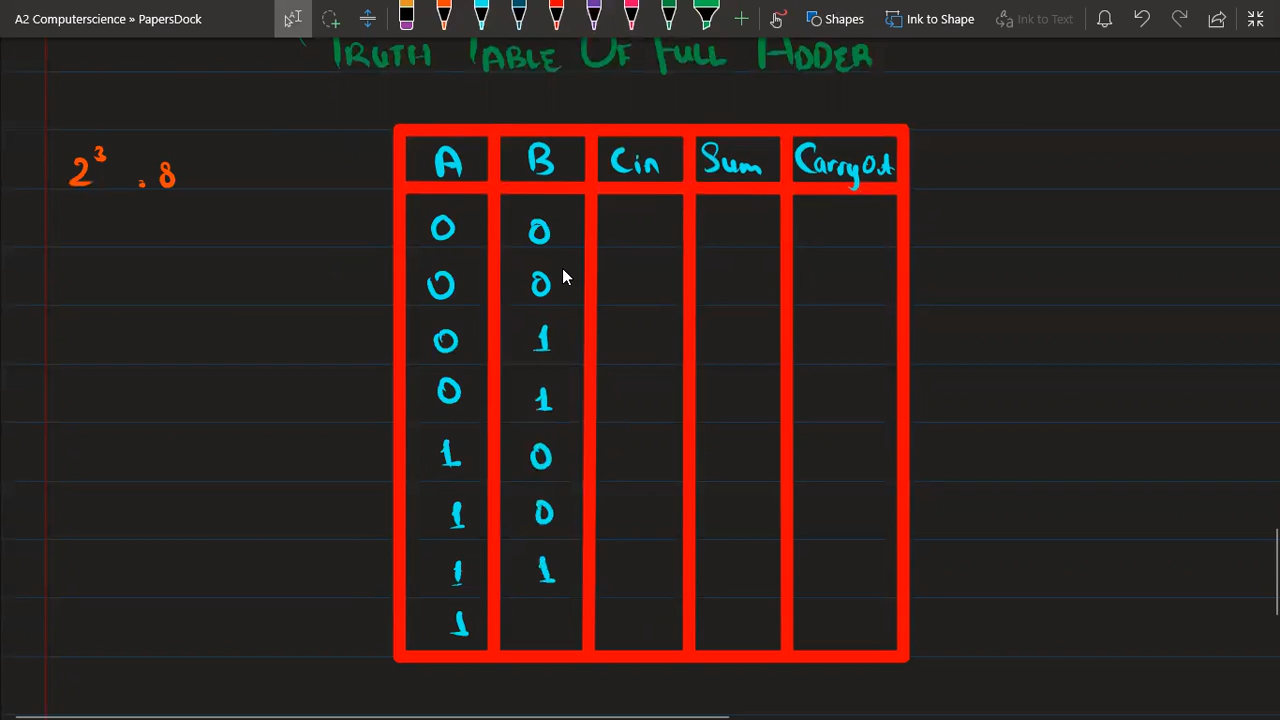 A2 Computerscience » PapersDock
Shapes
Ink to Shape
Ink to Text
TRUTH TABLE OF FULL ADDER
2³ = 8
A B Cin Sum CarryOut
0 0
0 0
0 1
0 1
1 0
1 0
1 1
1